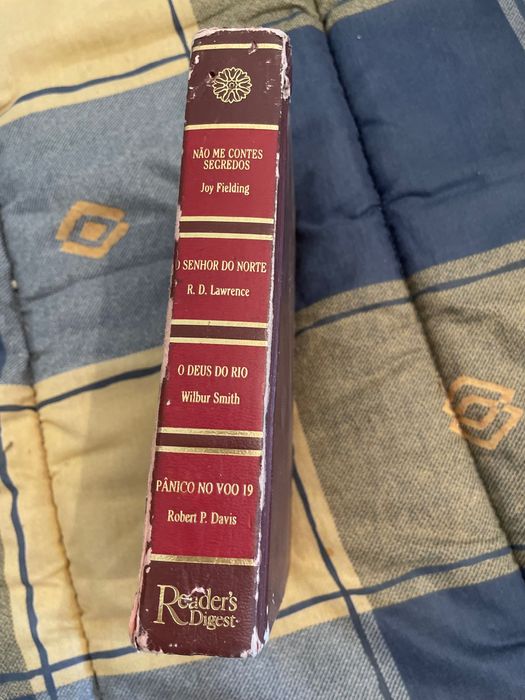 NÃO ME CONTES
SEGREDOS
Joy Fielding
O SENHOR DO NORTE
R. D. Lawrence
O DEUS DO RIO
Wilbur Smith
PÂNICO NO VOO 19
Robert P. Davis
Reader's
Digest